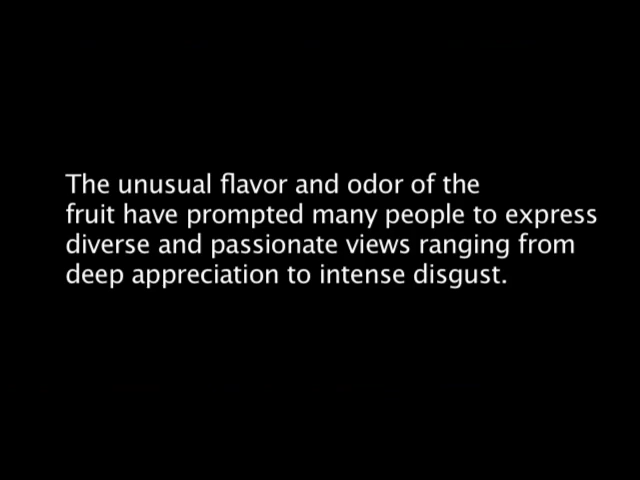 The unusual flavor and odor of the
fruit have prompted many people to express
diverse and passionate views ranging from
deep appreciation to intense disgust.